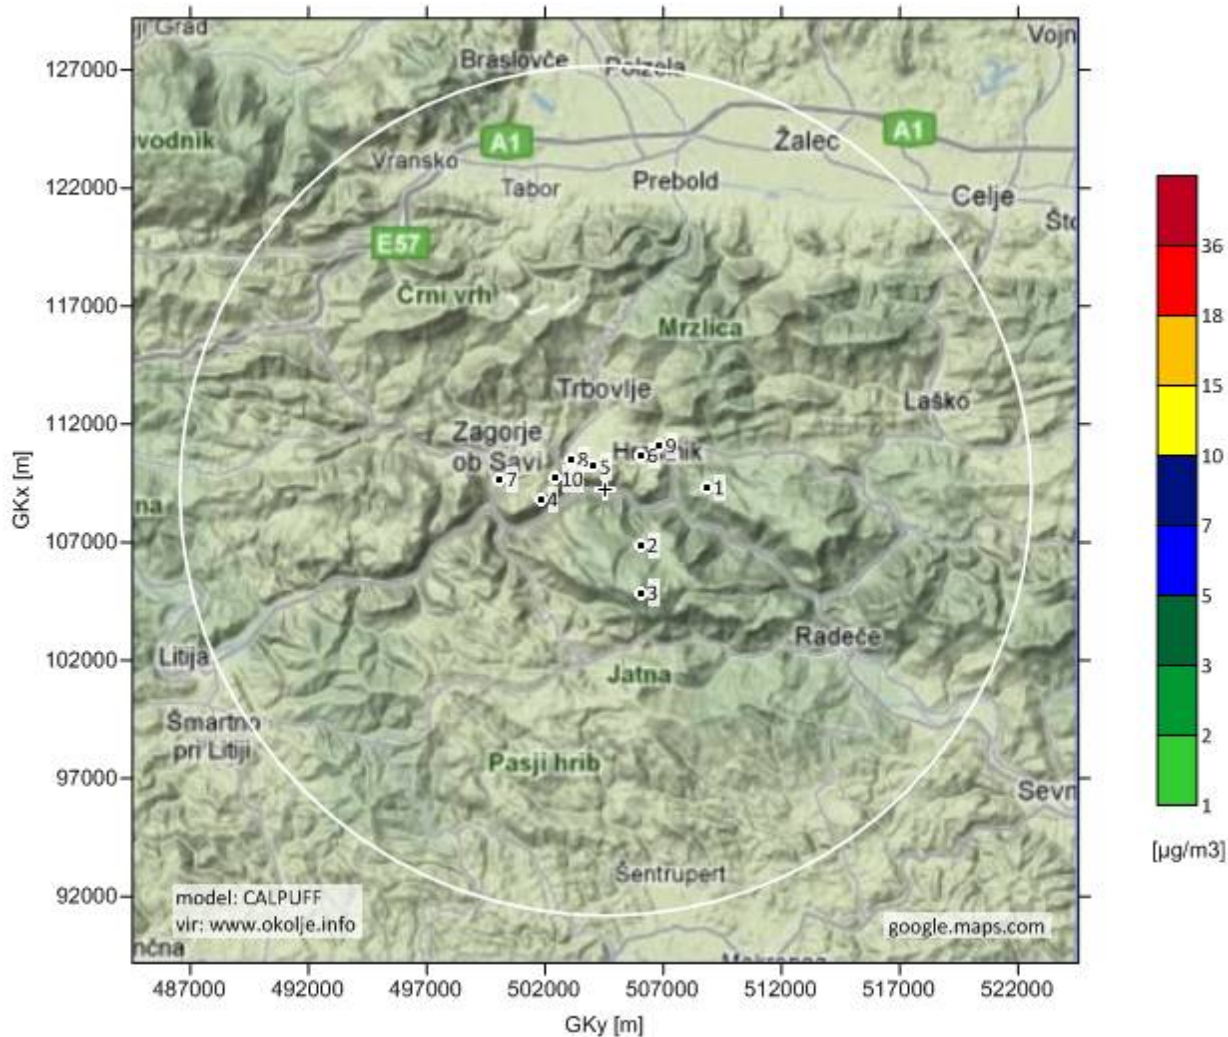 ji Grad
Vojn
127000
Braslovče
Polzela
A1
A1
vodnik
Žalec
Vransko
Tabor
Prebold
122000
Celje
Što
E57
117000
Črni vrh
Mrzlica
36
18
15
10
7
5
3
2
1
[µg/m3]
Trbovlje
Laško
112000
Zagorje
ob Savi
9
8
5
6
10
7
4
1
GKx [m]
na
107000
2
3
Radeče
102000
Litija
Jatna
Šmartno
pri Litiji
97000
Pasji hrib
Sevn
92000
Šentrupert
model: CALPUFF
vir: www.okolje.info
google.maps.com
nčna
487000
492000
497000
502000
507000
512000
517000
522000
GKy [m]